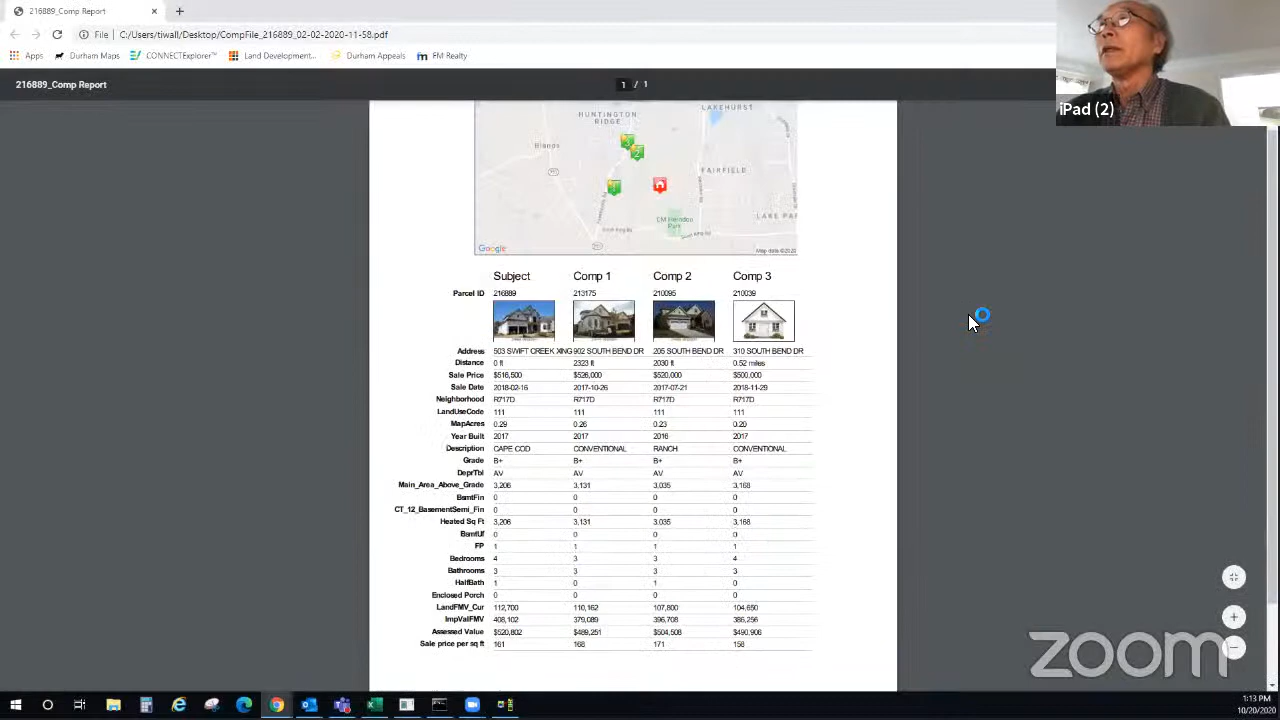 216889_Comp Report
File | C:/Users/tiwall/Desktop/CompFile_216889_02-02-2020-11-58.pdf
Apps Durham Maps CONNECTExplorer™ Land Development... Durham Appeals FM Realty
216889_Comp Report 1 / 1
iPad (2)
LAKEHURST
HUNTINGTON
RIDGE
Blands
3
2
1
FAIRFIELD
CM Herndon
Park
Google
Map data ©2020
Subject Comp 1 Comp 2 Comp 3
Parcel ID 216889 213175 210095 210039
Address 503 SWIFT CREEK XING 902 SOUTH BEND DR 205 SOUTH BEND DR 310 SOUTH BEND DR
Distance 0 ft 2323 ft 2030 ft 0.52 miles
Sale Price $516,500 $526,000 $520,000 $500,000
Sale Date 2018-02-16 2017-10-26 2017-07-21 2018-11-29
Neighborhood R717D R717D R717D R717D
LandUseCode 111 111 111 111
MapAcres 0.29 0.26 0.23 0.20
Year Built 2017 2017 2016 2017
Description CAPE COD CONVENTIONAL RANCH CONVENTIONAL
Grade B+ B+ B+ B+
DeprTbl AV AV AV AV
Main_Area_Above_Grade 3,206 3,131 3,035 3,168
BsmtFin 0 0 0 0
CT_12_BasementSemi_Fin 0 0 0 0
Heated Sq Ft 3,206 3,131 3,035 3,168
BsmtUf 0 0 0 0
FP 1 1 1 1
Bedrooms 4 3 3 4
Bathrooms 3 3 3 3
HalfBath 1 0 1 0
Enclosed Porch 0 0 0 0
LandFMV_Cur 112,700 110,162 107,800 104,650
ImpValFMV 408,102 379,089 396,708 386,256
Assessed Value $520,802 $489,251 $504,508 $490,906
Sale price per sq ft 161 168 171 158
zoom
1:13 PM
10/20/2020